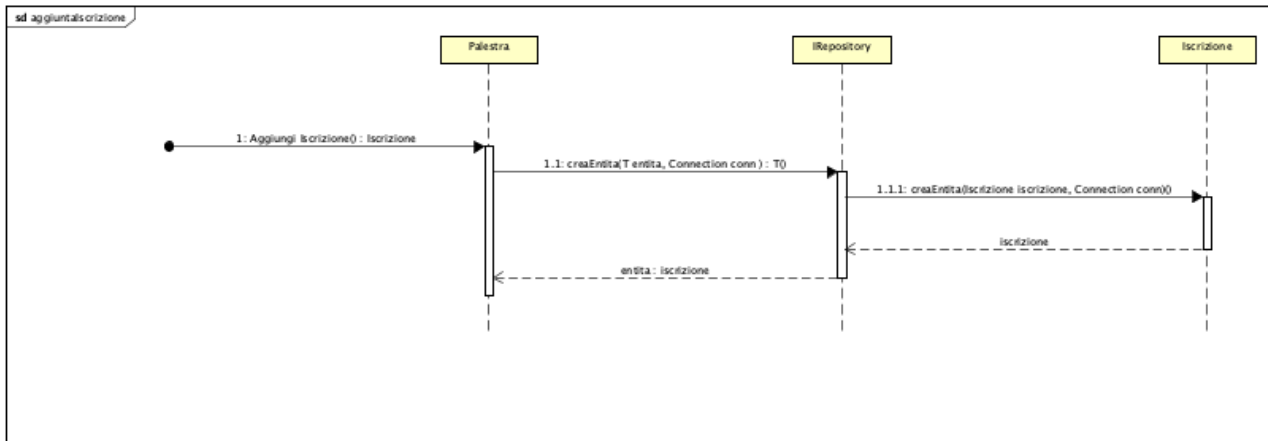 sd aggiuntaIscrizione
Palestra
IRepository
Iscrizione
1: Aggiungi Iscrizione() : Iscrizione
1.1: creaEntita(T entita, Connection conn ) : T()
1.1.1: creaEntita(Iscrizione iscrizione, Connection conn)()
iscrizione
entita : iscrizione